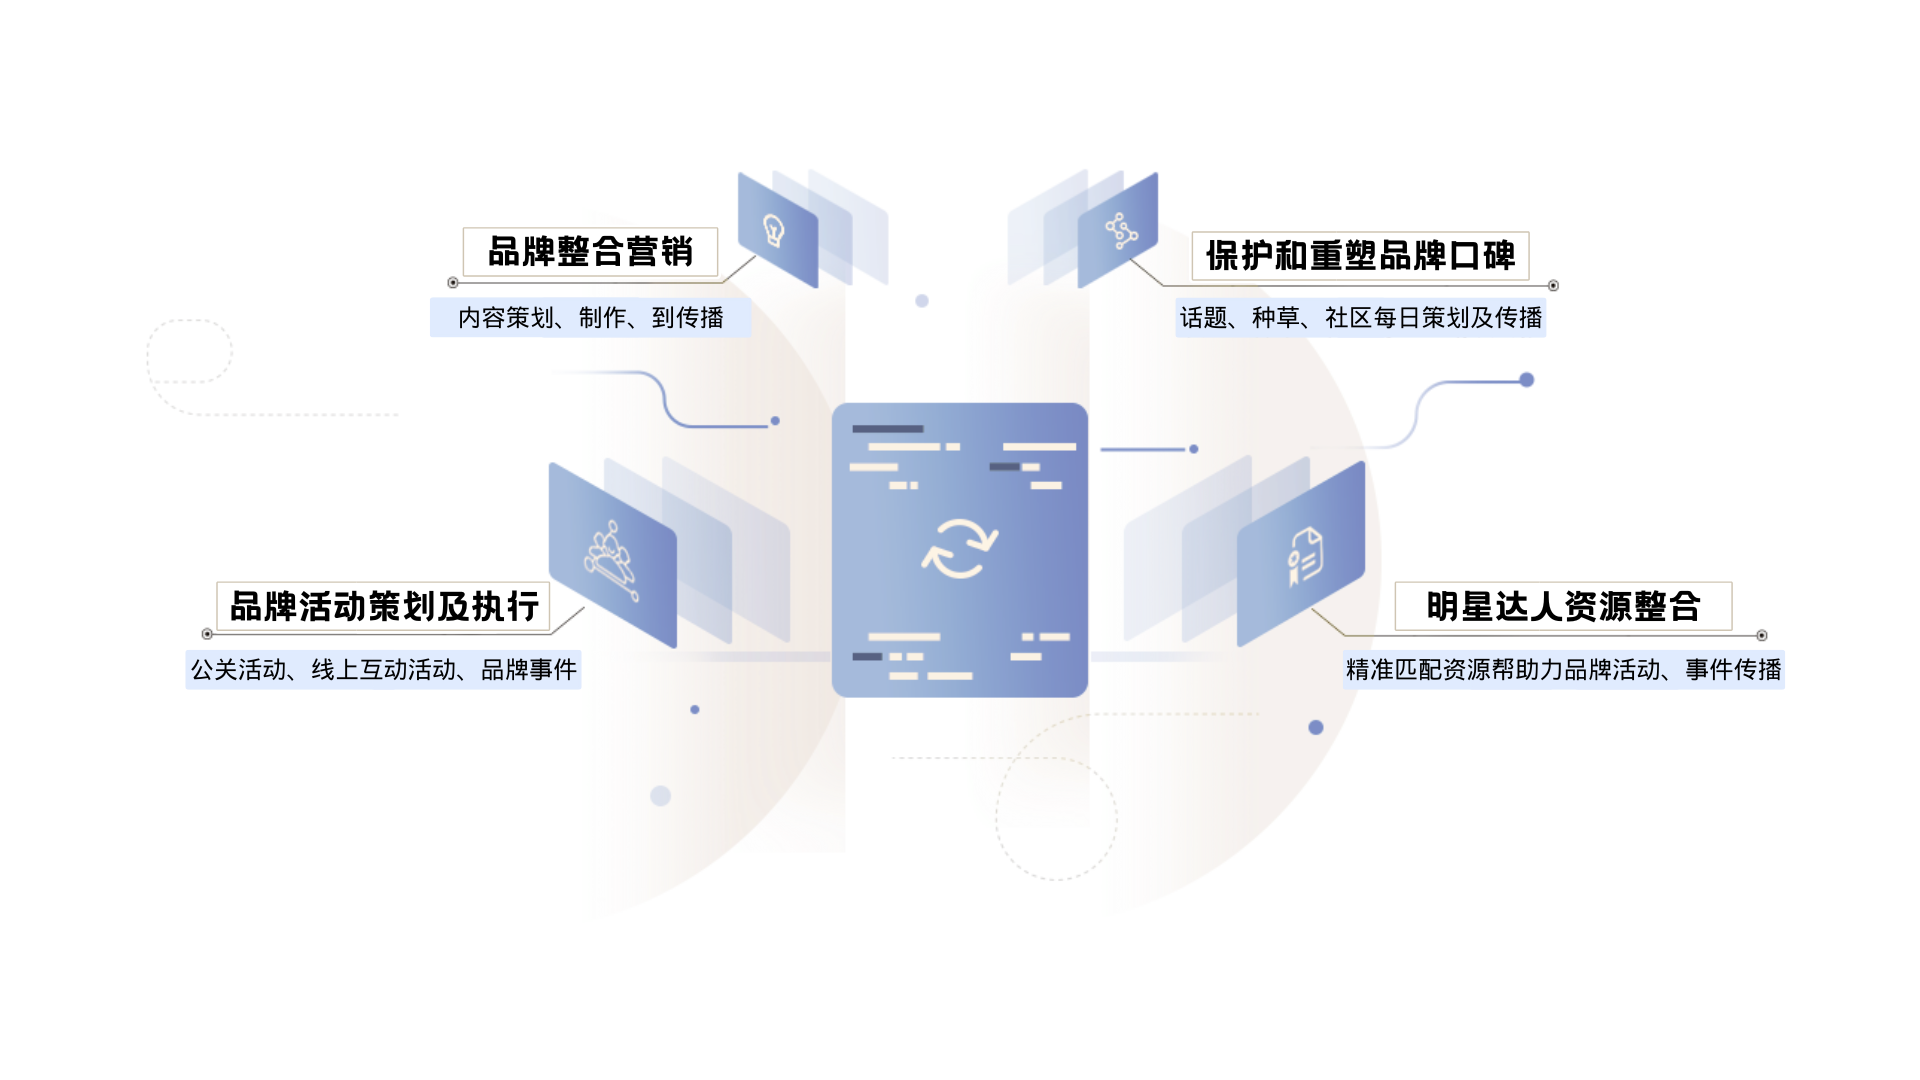 品牌整合营销
内容策划、制作、到传播
保护和重塑品牌口碑
话题、种草、社区每日策划及传播
品牌活动策划及执行
公关活动、线上互动活动、品牌事件
明星达人资源整合
精准匹配资源帮助力品牌活动、事件传播